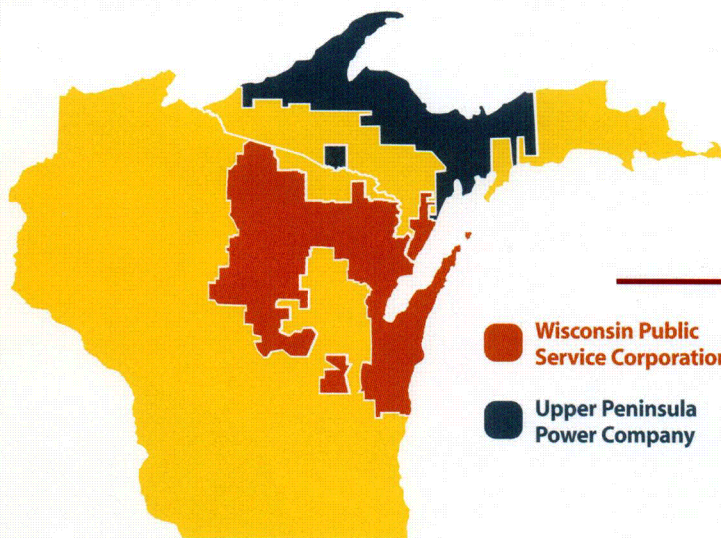 Wisconsin Public
Service Corporation
Upper Peninsula
Power Company